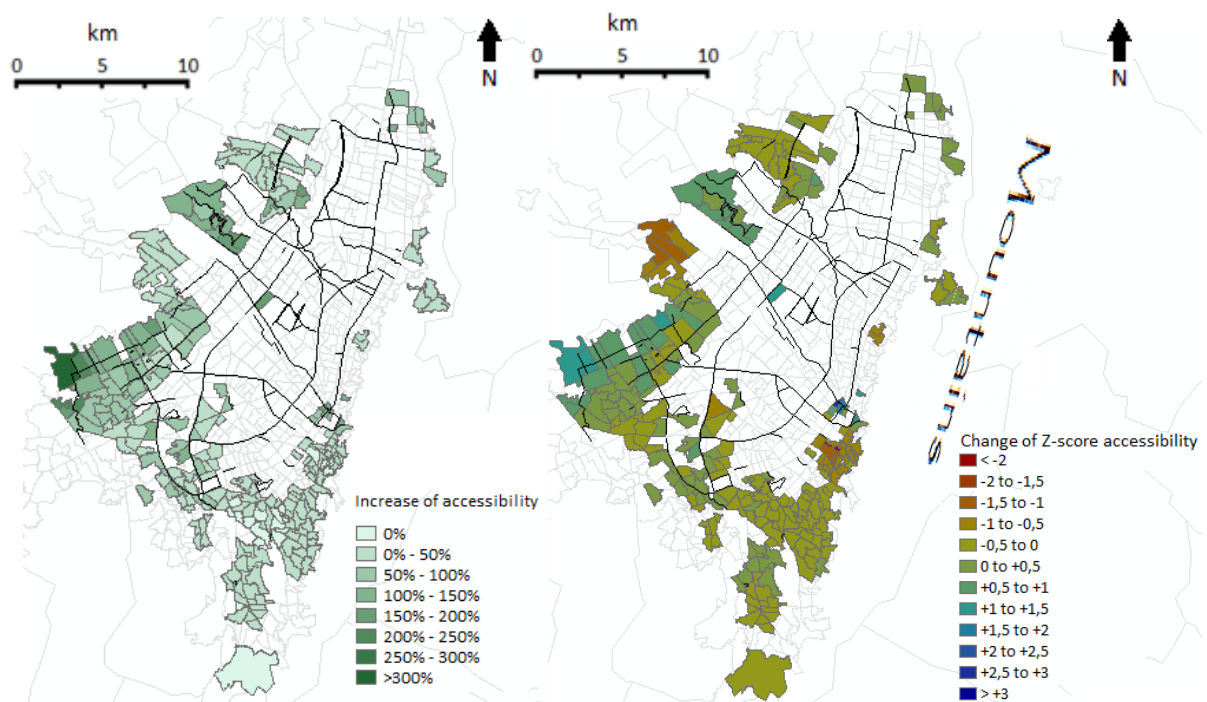 km
0 5 10
N
Increase of accessibility
0%
0% - 50%
50% - 100%
100% - 150%
150% - 200%
200% - 250%
250% - 300%
>300%
km
0 5 10
N
Mountains
Change of Z-score accessibility
< -2
-2 to -1,5
-1,5 to -1
-1 to -0,5
-0,5 to 0
0 to +0,5
+0,5 to +1
+1 to +1,5
+1,5 to +2
+2 to +2,5
+2,5 to +3
> +3